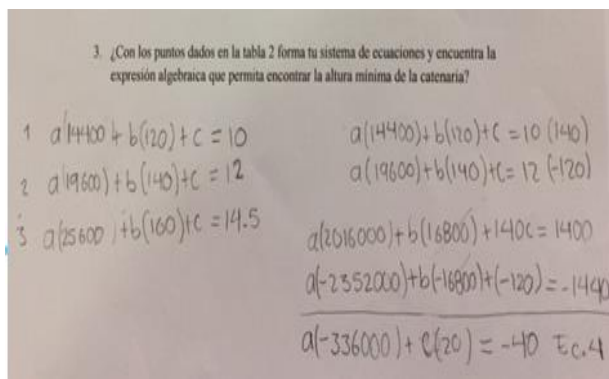 3. ¿Con los puntos dados en la tabla 2 forma tu sistema de ecuaciones y encuentra la
expresión algebraica que permita encontrar la altura mínima de la catenaria?
1 a(14400)+b(120)+c=10
2 a(19600)+b(140)+c=12
3 a(25600)+b(160)+c=14.5
a(14400)+b(120)+c=10 (140)
a(19600)+b(140)+c=12 (-120)
a(2016000)+b(16800)+140c=1400
a(-2352000)+b(-16800)+(-120)=-1440
a(-336000)+c(20)=-40 Ec.4